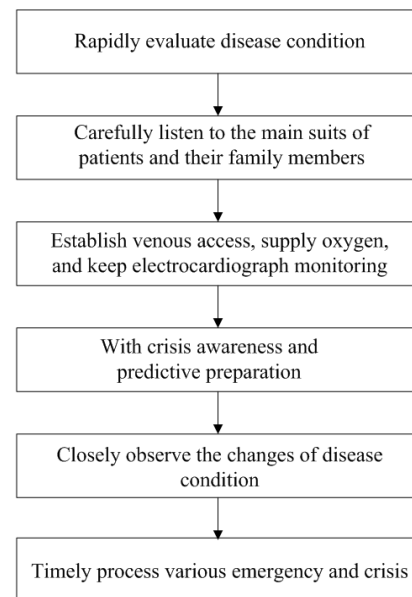 Rapidly evaluate disease condition
Carefully listen to the main suits of
patients and their family members
Establish venous access, supply oxygen,
and keep electrocardiograph monitoring
With crisis awareness and
predictive preparation
Closely observe the changes of disease
condition
Timely process various emergency and crisis